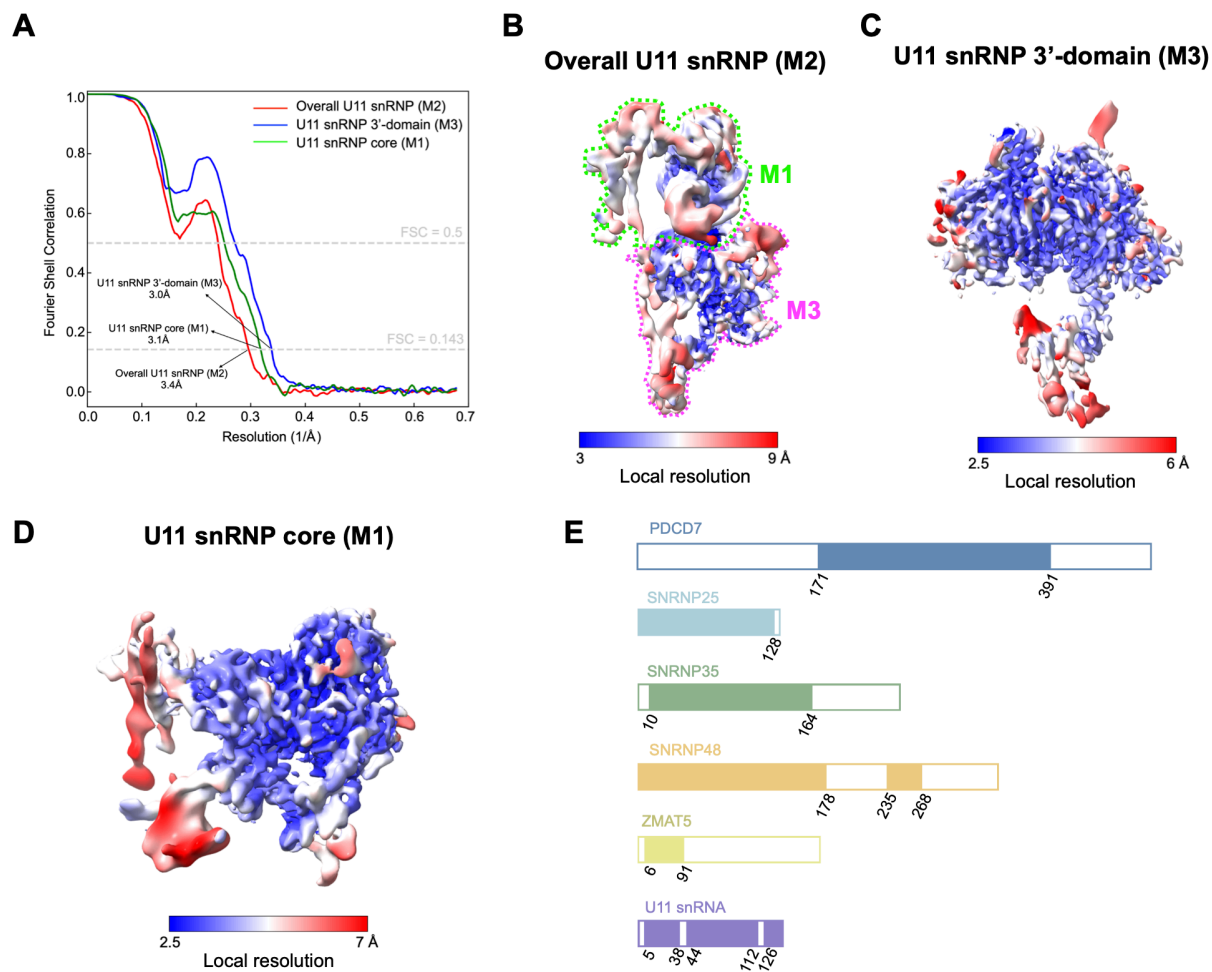 A
1.0
0.8
0.6
0.4
0.2
0.0
Fourier Shell Correlation
0.0
0.1
0.2
0.3
0.4
0.5
0.6
0.7
Resolution (1/Å)
Overall U11 snRNP (M2)
U11 snRNP 3’-domain (M3)
U11 snRNP core (M1)
FSC = 0.5
FSC = 0.143
U11 snRNP 3’-domain (M3)
3.0Å
U11 snRNP core (M1)
3.1Å
Overall U11 snRNP (M2)
3.4Å
B
Overall U11 snRNP (M2)
M1
M3
3
9 Å
Local resolution
C
U11 snRNP 3’-domain (M3)
2.5
6 Å
Local resolution
D
U11 snRNP core (M1)
2.5
7 Å
Local resolution
E
PDCD7
171
391
SNRNP25
128
SNRNP35
10
164
SNRNP48
178
235
268
ZMAT5
6
91
U11 snRNA
5
38
44
112
126